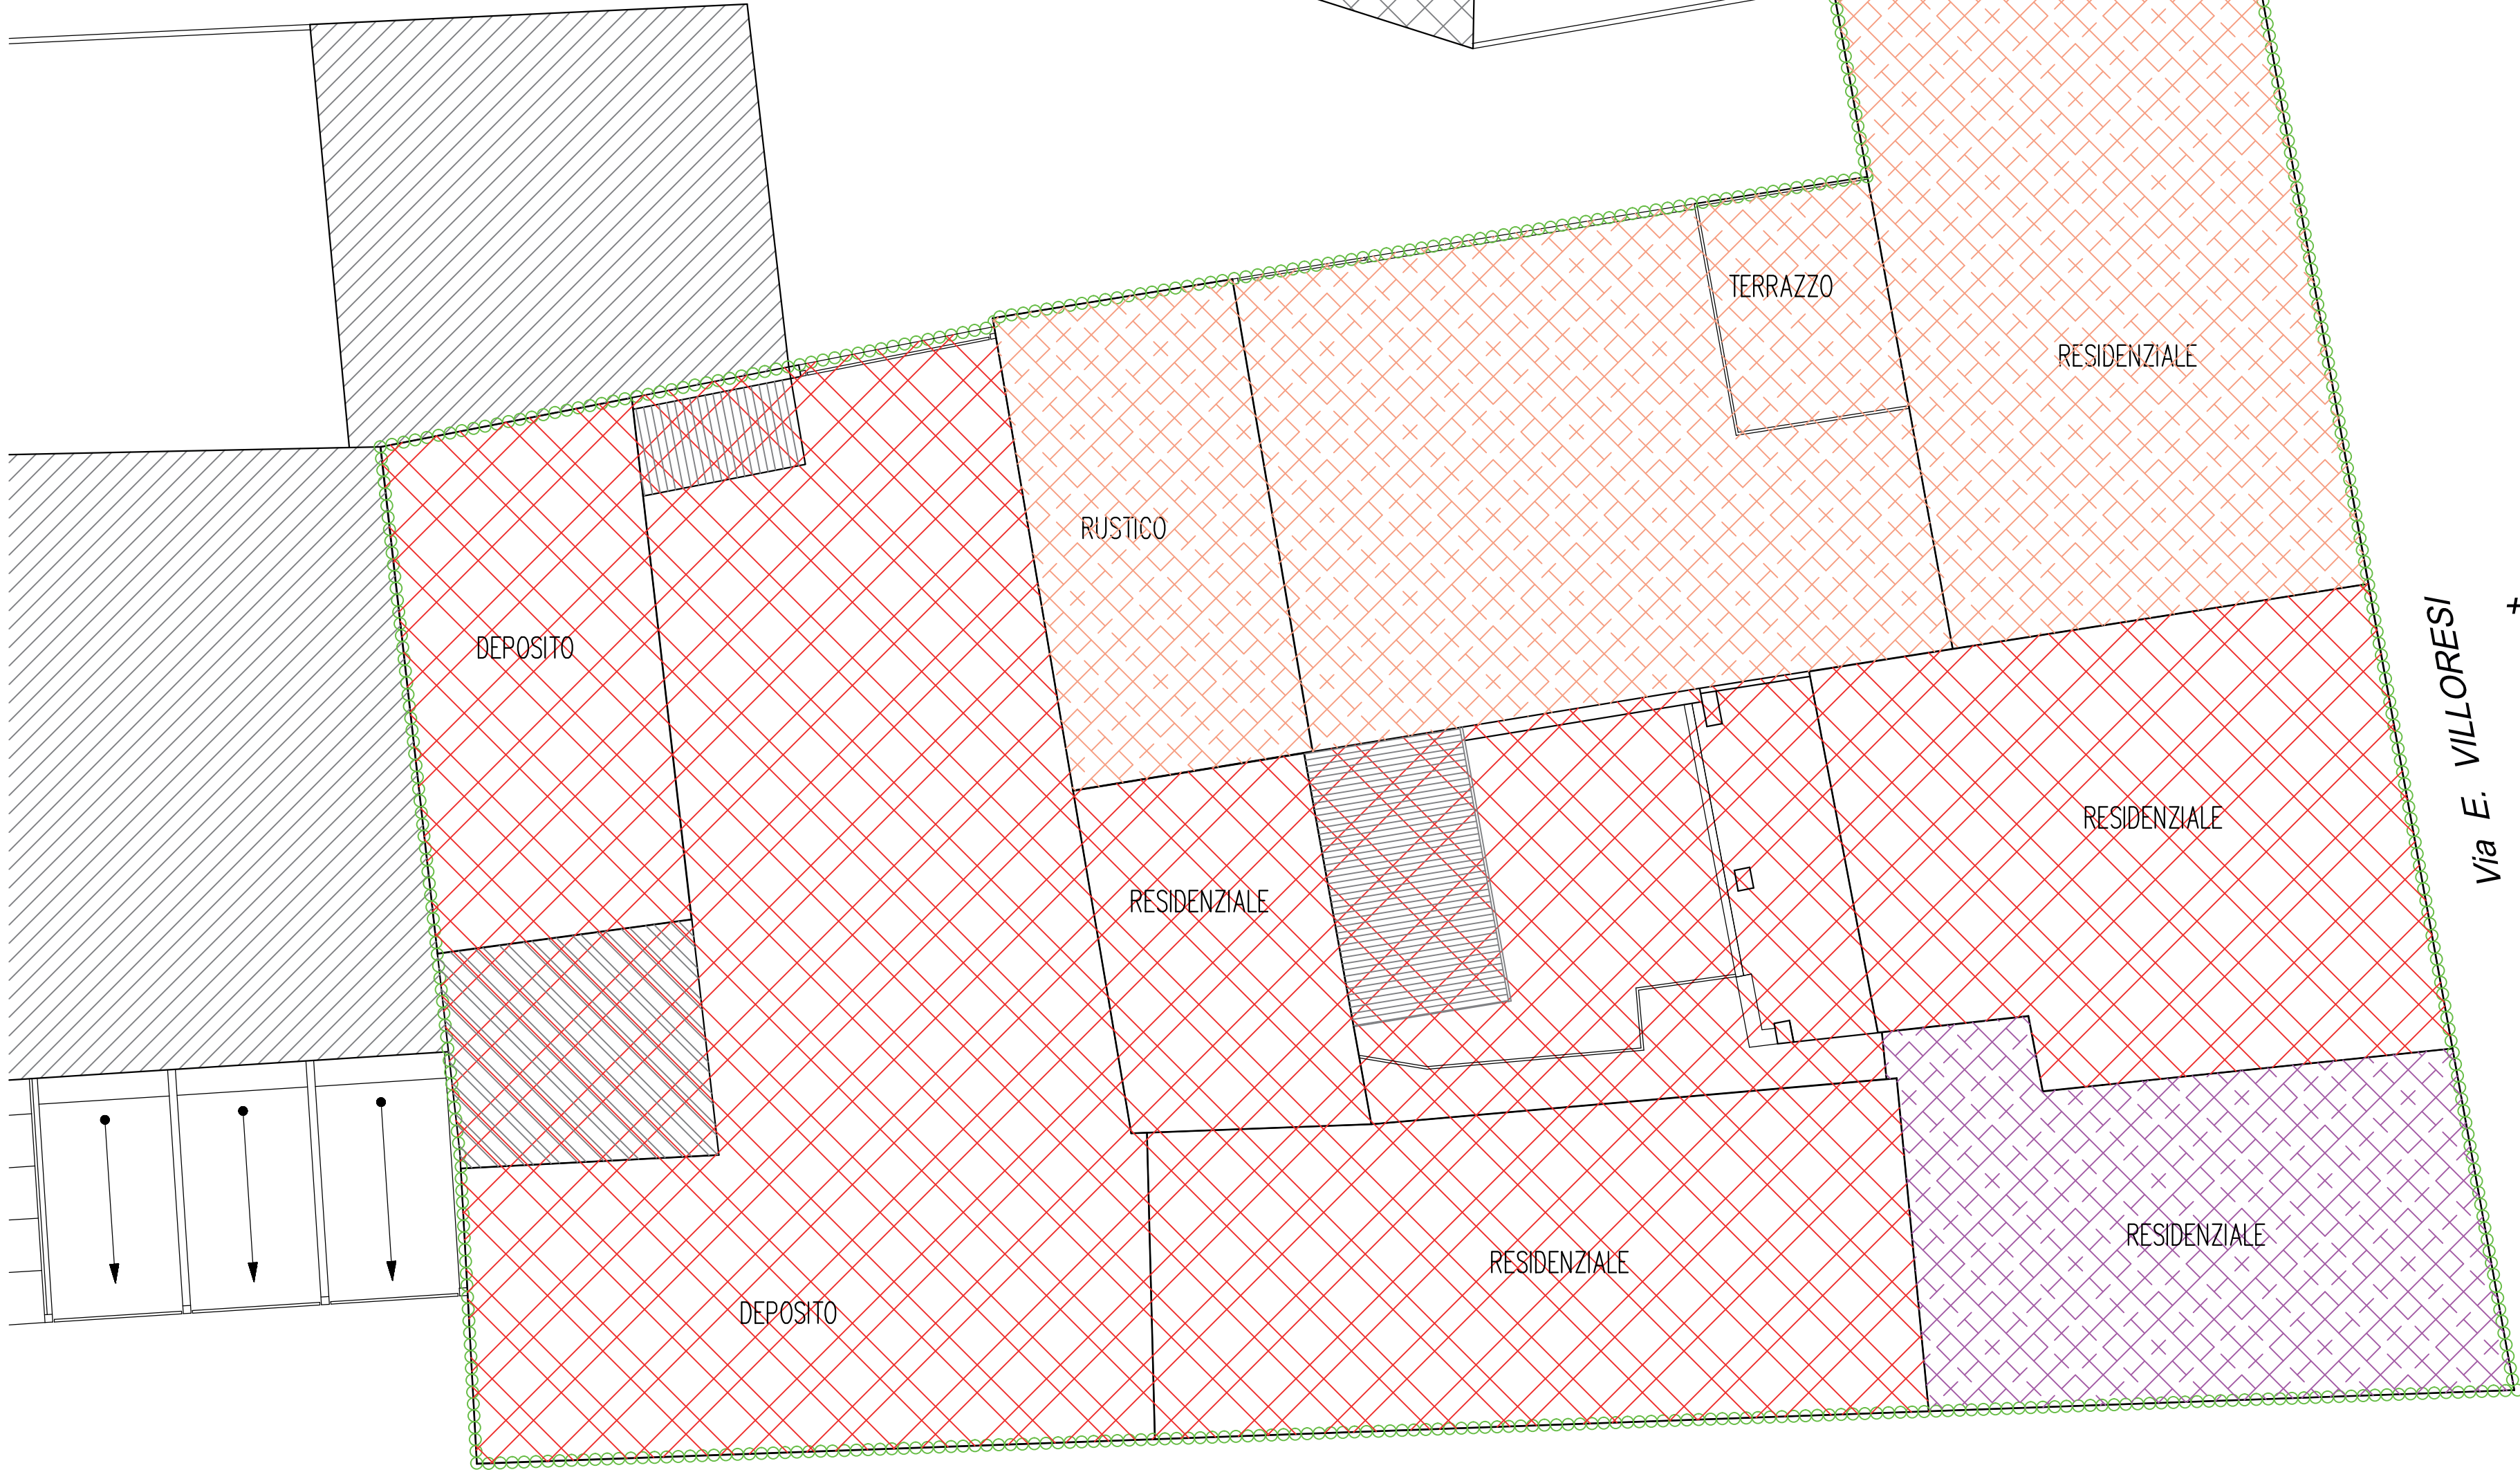 TERRAZZO
RESIDENZIALE
RUSTICO
DEPOSITO
RESIDENZIALE
RESIDENZIALE
Via E. VILLORESI
RESIDENZIALE
RESIDENZIALE
DEPOSITO